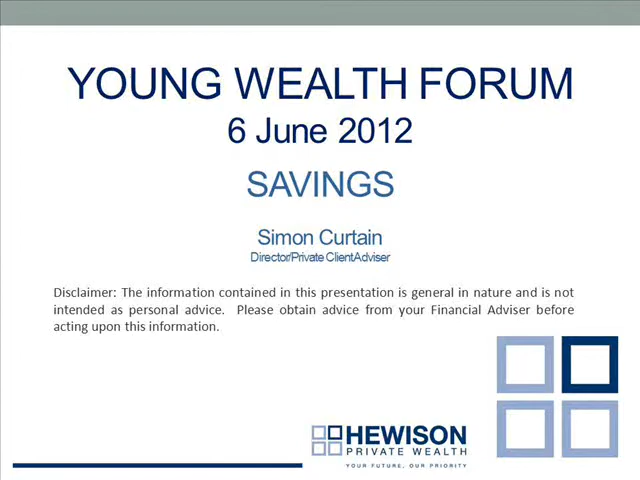 YOUNG WEALTH FORUM
6 June 2012
SAVINGS
Simon Curtain
Director/Private ClientAdviser
Disclaimer: The information contained in this presentation is general in nature and is not
intended as personal advice.  Please obtain advice from your Financial Adviser before
acting upon this information.
HEWISON
PRIVATE WEALTH
YOUR FUTURE, OUR PRIORITY